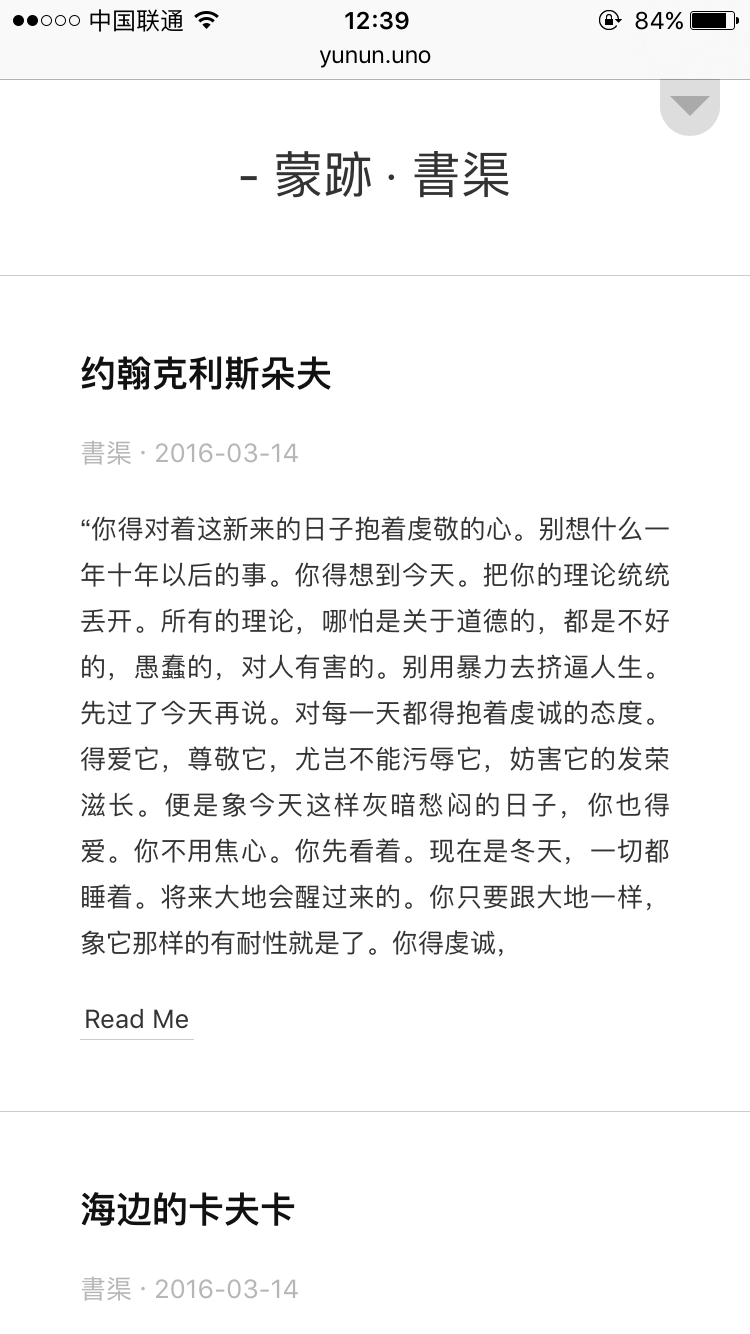 中国联通 12:39 84%
yunun.uno
- 蒙跡 · 書渠
约翰克利斯朵夫
書渠 · 2016-03-14
“你得对着这新来的日子抱着虔敬的心。别想什么一
年十年以后的事。你得想到今天。把你的理论统统
丢开。所有的理论，哪怕是关于道德的，都是不好
的，愚蠢的，对人有害的。别用暴力去挤逼人生。
先过了今天再说。对每一天都得抱着虔诚的态度。
得爱它，尊敬它，尤岂不能污辱它，妨害它的发荣
滋长。便是象今天这样灰暗愁闷的日子，你也得
爱。你不用焦心。你先看着。现在是冬天，一切都
睡着。将来大地会醒过来的。你只要跟大地一样，
象它那样的有耐性就是了。你得虔诚，
Read Me
海边的卡夫卡
書渠 · 2016-03-14